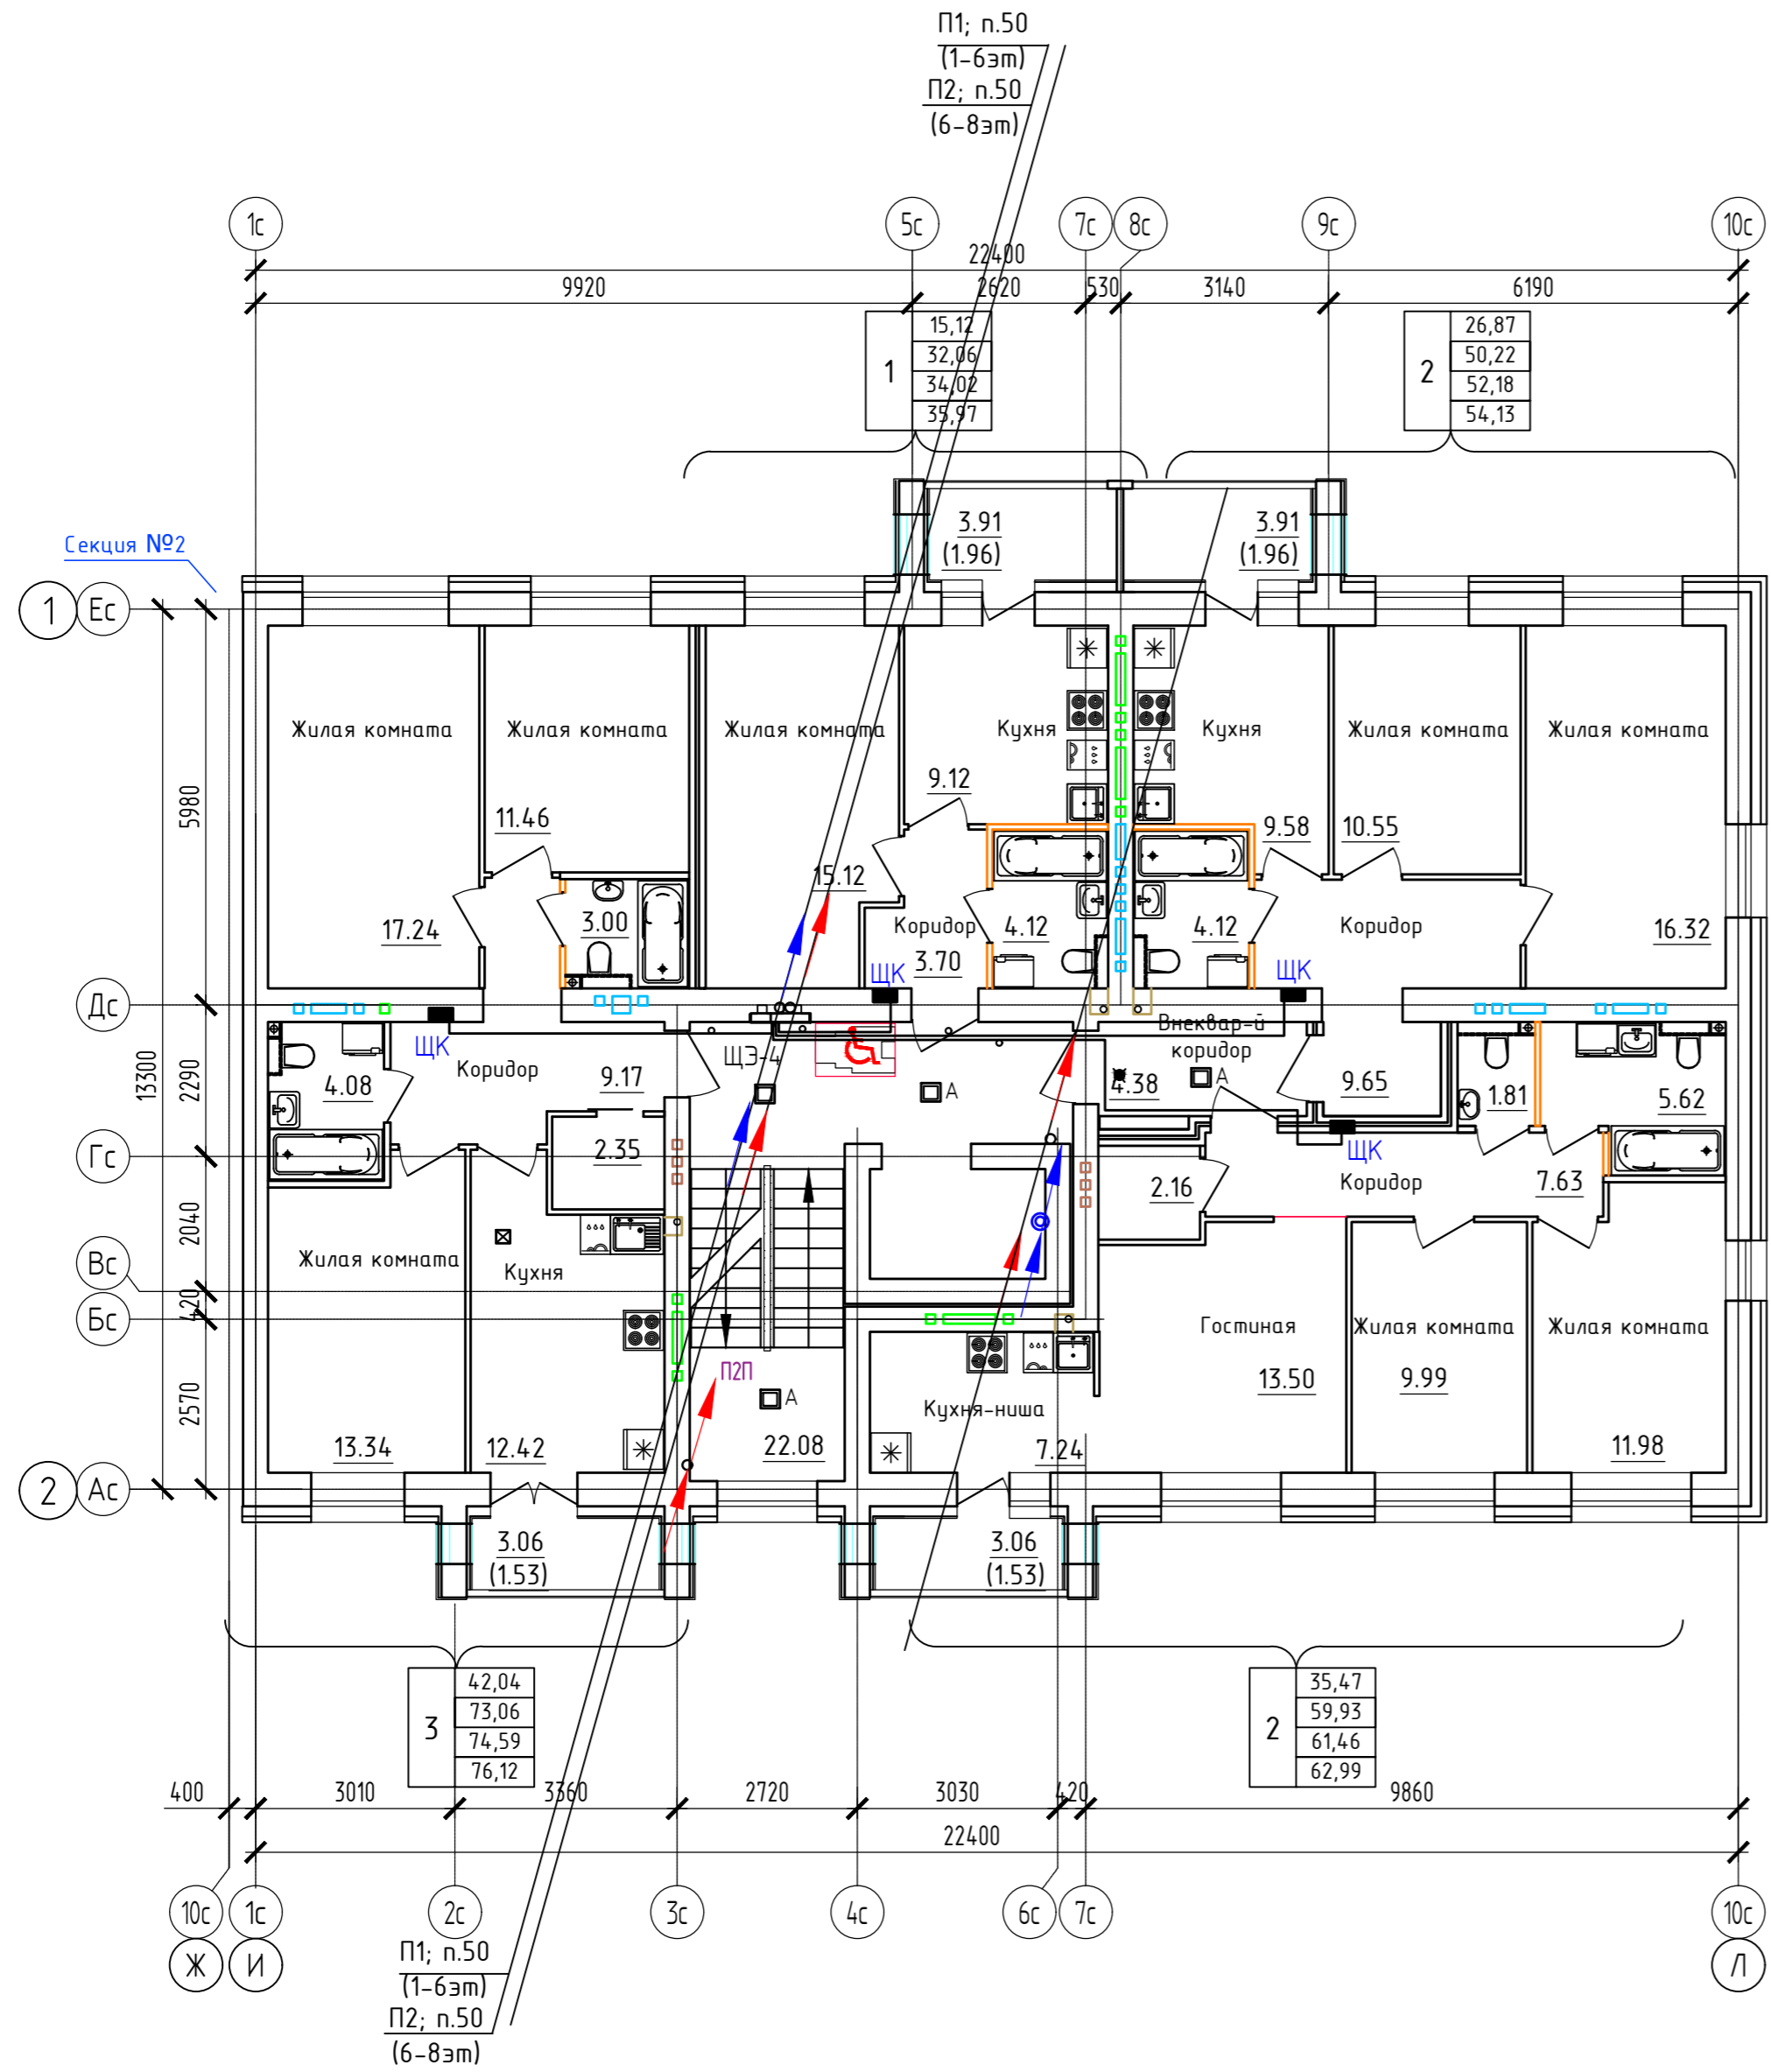 П1; п.50
(1-6эт)
П2; п.50
(6-8эт)
1с
5с
7с
8с
9с
10с
22400
9920
2620
530
3140
6190
1
15,12
32,06
34,02
35,97
2
26,87
50,22
52,18
54,13
Секция №2
3.91
(1.96)
3.91
(1.96)
1
Ес
Жилая комната
Жилая комната
Жилая комната
Кухня
Кухня
Жилая комната
Жилая комната
5980
11.46
9.12
9.58
10.55
15.12
17.24
3.00
Коридор
4.12
4.12
Коридор
16.32
3.70
ЩК
ЩК
Дс
13300
2290
ЩК
Коридор
ЩЭ-4
Внеквар-й
коридор
4.08
9.17
А
4.38
А
9.65
1.81
5.62
Гс
2.35
ЩК
2.16
Коридор
7.63
2040
Вс
Жилая комната
Кухня
420
Бс
Гостиная
Жилая комната
Жилая комната
П2П
А
2570
13.50
9.99
Кухня-ниша
13.34
12.42
22.08
7.24
11.98
2
Ас
3.06
(1.53)
3.06
(1.53)
3
42,04
73,06
74,59
76,12
2
35,47
59,93
61,46
62,99
400
3010
3360
2720
3030
420
9860
22400
10с
1с
2с
3с
4с
6с
7с
10с
Ж
И
Л
П1; п.50
(1-6эт)
П2; п.50
(6-8эт)